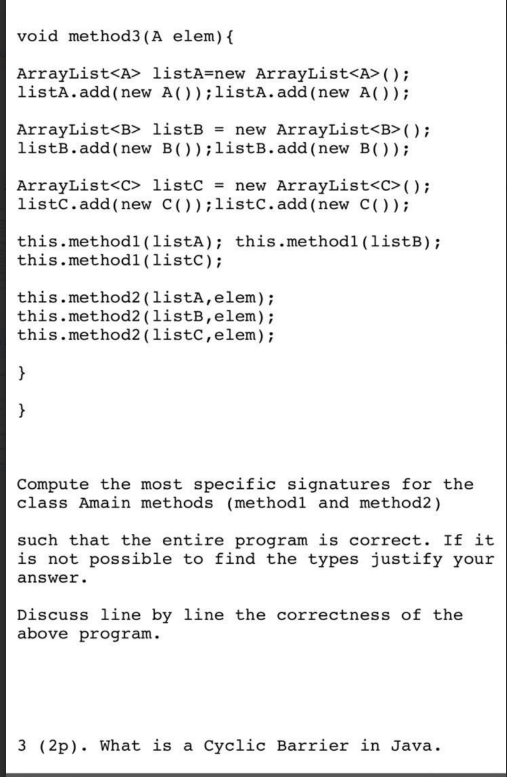 void method3(A elem){
ArrayList<A> listA=new ArrayList<A>();
listA.add(new A());listA.add(new A());
ArrayList<B> listB = new ArrayList<B>();
listB.add(new B());listB.add(new B());
ArrayList<C> listC = new ArrayList<C>();
listC.add(new C());listC.add(new C());
this.method1(listA); this.method1(listB);
this.method1(listC);
this.method2(listA,elem);
this.method2(listB,elem);
this.method2(listC,elem);
}
}
Compute the most specific signatures for the
class Amain methods (method1 and method2)
such that the entire program is correct. If it
is not possible to find the types justify your
answer.
Discuss line by line the correctness of the
above program.
3 (2p). What is a Cyclic Barrier in Java.